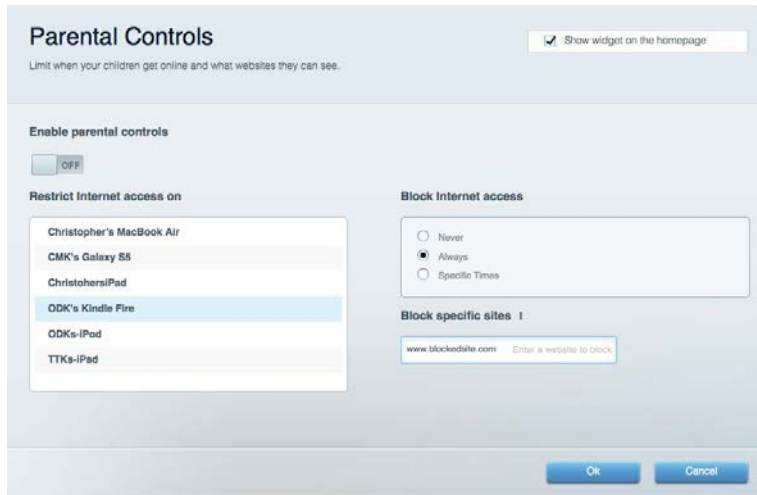 Parental Controls
Show widget on the homepage
Limit when your children get online and what websites they can see.
Enable parental controls
OFF
Restrict Internet access on
Christopher's MacBook Air
CMK's Galaxy S5
ChristohersiPad
ODK's Kindle Fire
ODKs-iPod
TTKs-iPad
Block Internet access
Never
Always
Specific Times
Block specific sites I
www.blockedsite.com Enter a website to block
Ok
Cancel